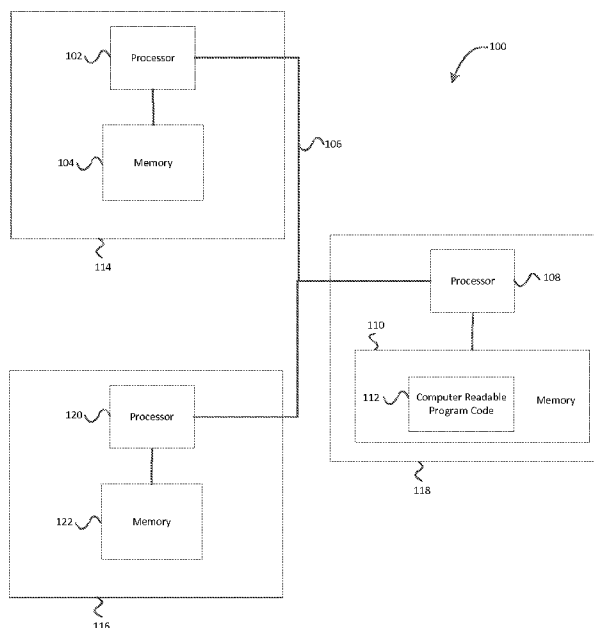 100
102
Processor
106
104
Memory
114
Processor
108
110
112
Computer Readable
Program Code
Memory
118
120
Processor
122
Memory
116